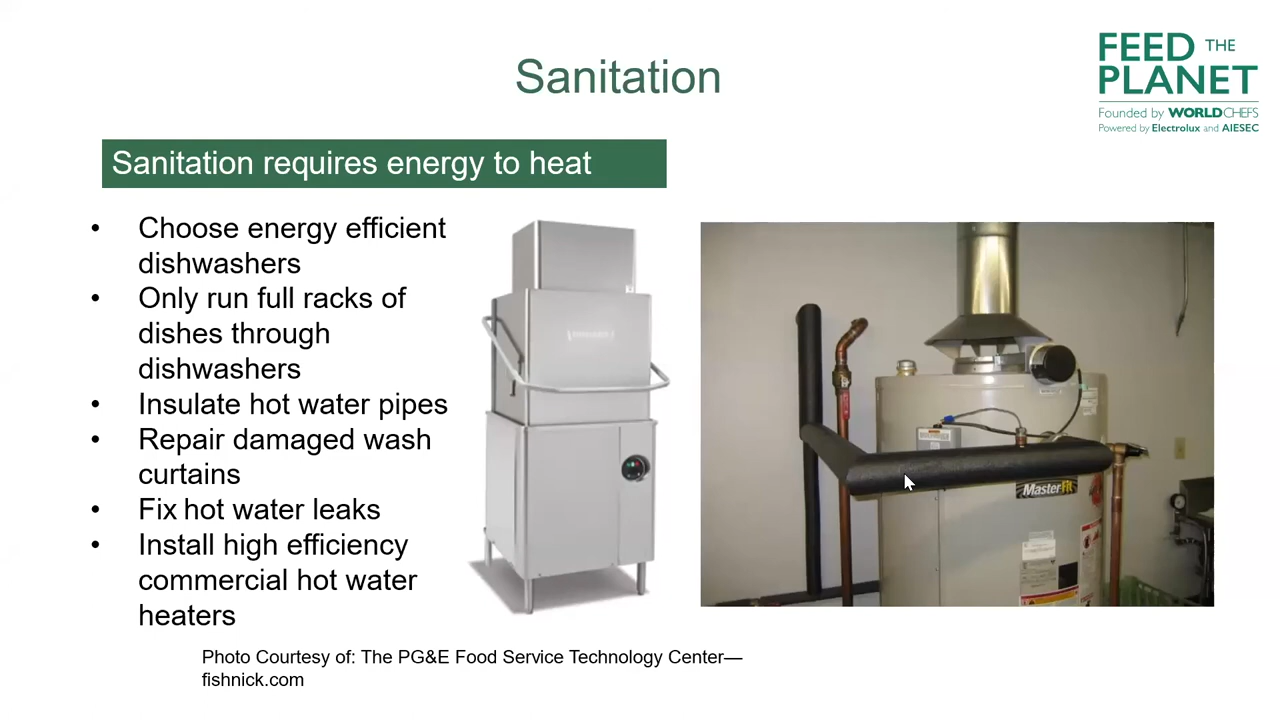 Sanitation
FEED THE
PLANET
Founded by WORLDCHEFS
Powered by Electrolux and AIESEC
Sanitation requires energy to heat
• Choose energy efficient
dishwashers
• Only run full racks of
dishes through
dishwashers
• Insulate hot water pipes
• Repair damaged wash
curtains
• Fix hot water leaks
• Install high efficiency
commercial hot water
heaters
Master-Fit
Photo Courtesy of: The PG&E Food Service Technology Center—
fishnick.com